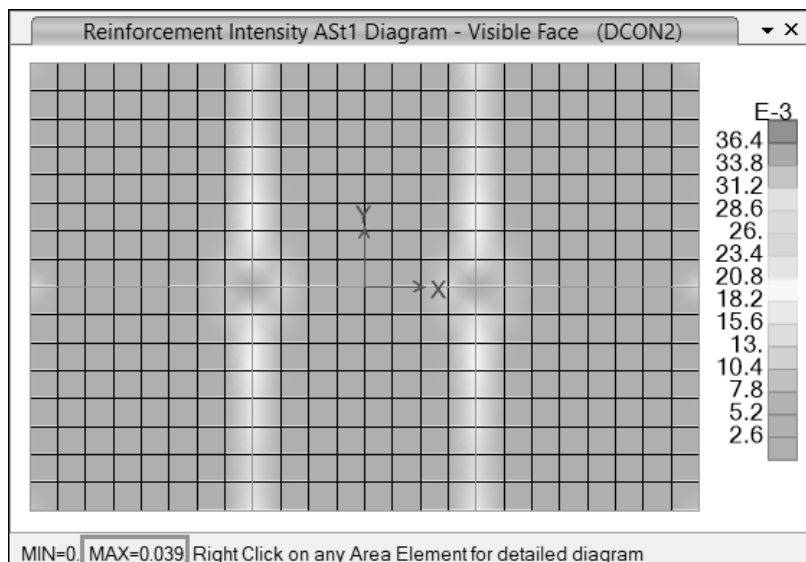 Reinforcement Intensity ASt1 Diagram - Visible Face (DCON2)
E-3
36.4
33.8
31.2
28.6
26.
23.4
20.8
18.2
15.6
13.
10.4
7.8
5.2
2.6
Y
X
MIN=0. MAX=0.039 Right Click on any Area Element for detailed diagram